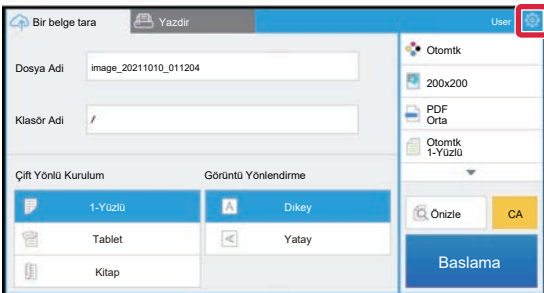 Bir belge tara
Yazdir
User
Dosya Adi
image_20211010_011204
Klasör Adi
/
Otomtk
200x200
PDF
Orta
Otomtk
1-Yüzlü
Çift Yönlü Kurulum
Görüntü Yönlendirme
1-Yüzlü
A
Dıkey
Tablet
A
Yatay
Kitap
Önizle
CA
Baslama